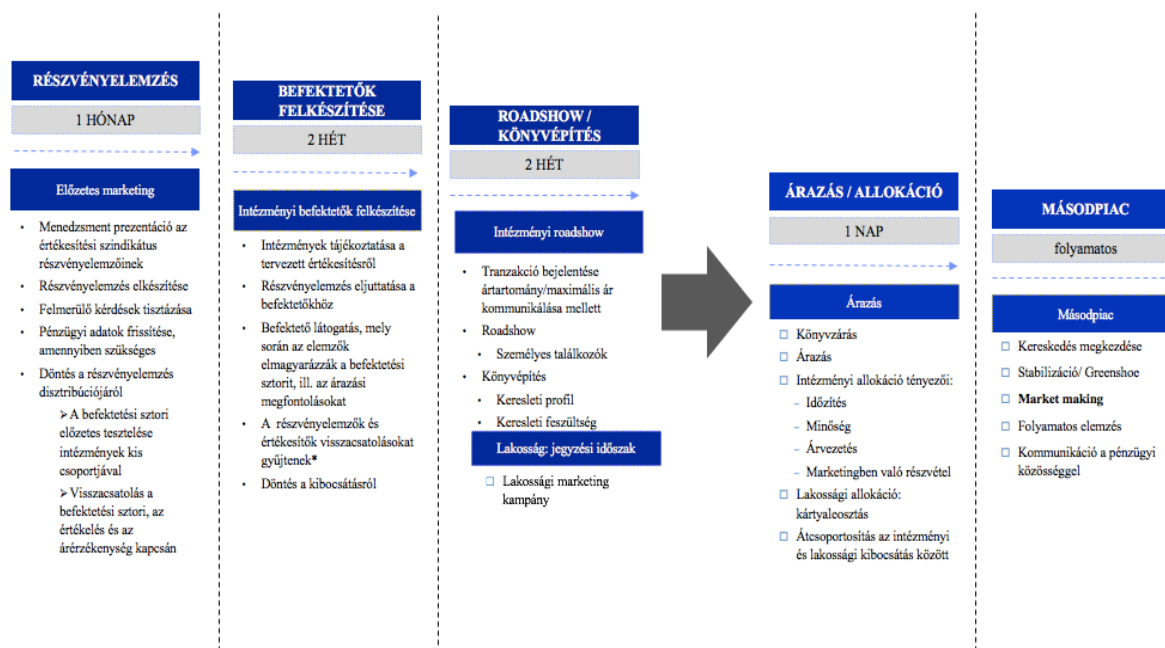 RÉSZVÉNYELEMZÉS
1 HÓNAP
Előzetes marketing
• Menedzsment prezentáció az
értékesítési szindikátus
részvényelemzőinek
• Részvényelemzés elkészítése
• Felmerülő kérdések tisztázása
• Pénzügyi adatok frissítése,
amennyiben szükséges
• Döntés a részvényelemzés
disztribúciójáról
➢ A befektetési sztori
előzetes tesztelése
intézmények kis
csoportjával
➢ Visszacsatolás a
befektetési sztori, az
értékelés és az
árérzékenység kapcsán
BEFEKTETŐK
FELKÉSZÍTÉSE
2 HÉT
Intézményi befektetők felkészítése
• Intézmények tájékoztatása a
tervezett értékesítésről
• Részvényelemzés eljuttatása a
befektetőkhöz
• Befektető látogatás, mely
során az elemzők
elmagyarázzák a befektetési
sztorit, ill. az árazási
megfontolásokat
• A részvényelemzők és
értékesítők visszacsatolásokat
gyűjtenek*
• Döntés a kibocsátásról
ROADSHOW /
KÖNYVÉPÍTÉS
2 HÉT
Intézményi roadshow
• Tranzakció bejelentése
ártartomány/maximális ár
kommunikálása mellett
• Roadshow
• Személyes találkozók
• Könyvépítés
• Keresleti profil
• Keresleti feszültség
Lakosság: jegyzési időszak
□ Lakossági marketing
kampány
ÁRAZÁS / ALLOKÁCIÓ
1 NAP
Árazás
□ Könyvzárás
□ Árazás
□ Intézményi allokáció tényezői:
– Időzítés
– Minőség
– Árvezetés
– Marketingben való részvétel
□ Lakossági allokáció:
kártyaleosztás
□ Átcsoportosítás az intézményi
és lakossági kibocsátás között
MÁSODPIAC
folyamatos
Másodpiac
□ Kereskedés megkezdése
□ Stabilizáció/ Greenshoe
□ Market making
□ Folyamatos elemzés
□ Kommunikáció a pénzügyi
közösséggel